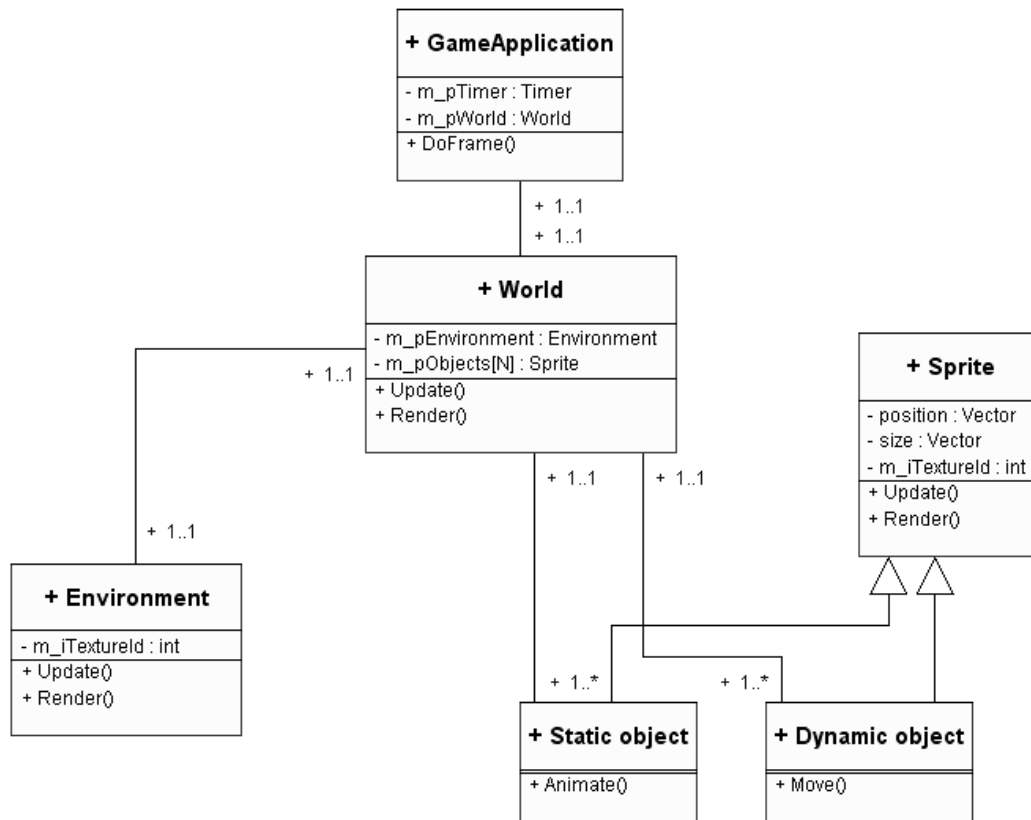 + GameApplication
- m_pTimer : Timer
- m_pWorld : World
+ DoFrame()
+ 1..1
+ 1..1
+ World
- m_pEnvironment : Environment
- m_pObjects[N] : Sprite
+ Update()
+ Render()
+ 1..1
+ 1..1
+ 1..1
+ Sprite
- position : Vector
- size : Vector
- m_iTextureId : int
+ Update()
+ Render()
+ 1..1
+ Environment
- m_iTextureId : int
+ Update()
+ Render()
+ 1..*
+ 1..*
+ Static object
+ Animate()
+ Dynamic object
+ Move()